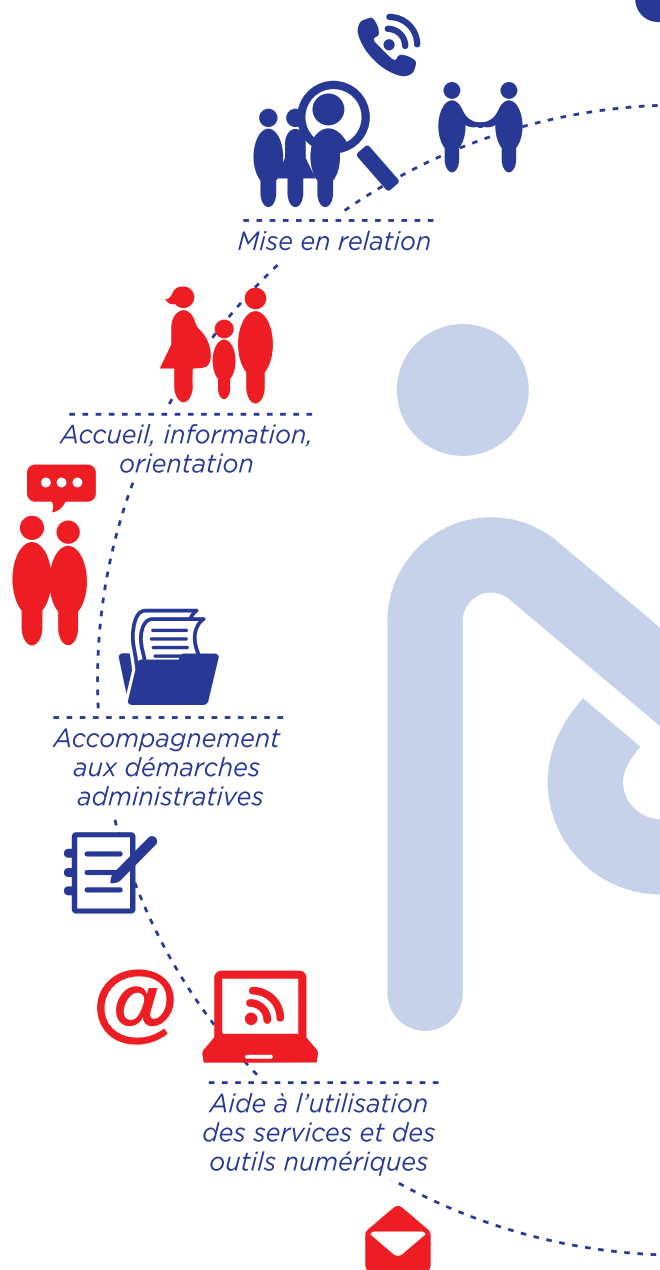 Mise en relation
Accueil, information,
orientation
Accompagnement
aux démarches
administratives
@
Aide à l’utilisation
des services et des
outils numériques